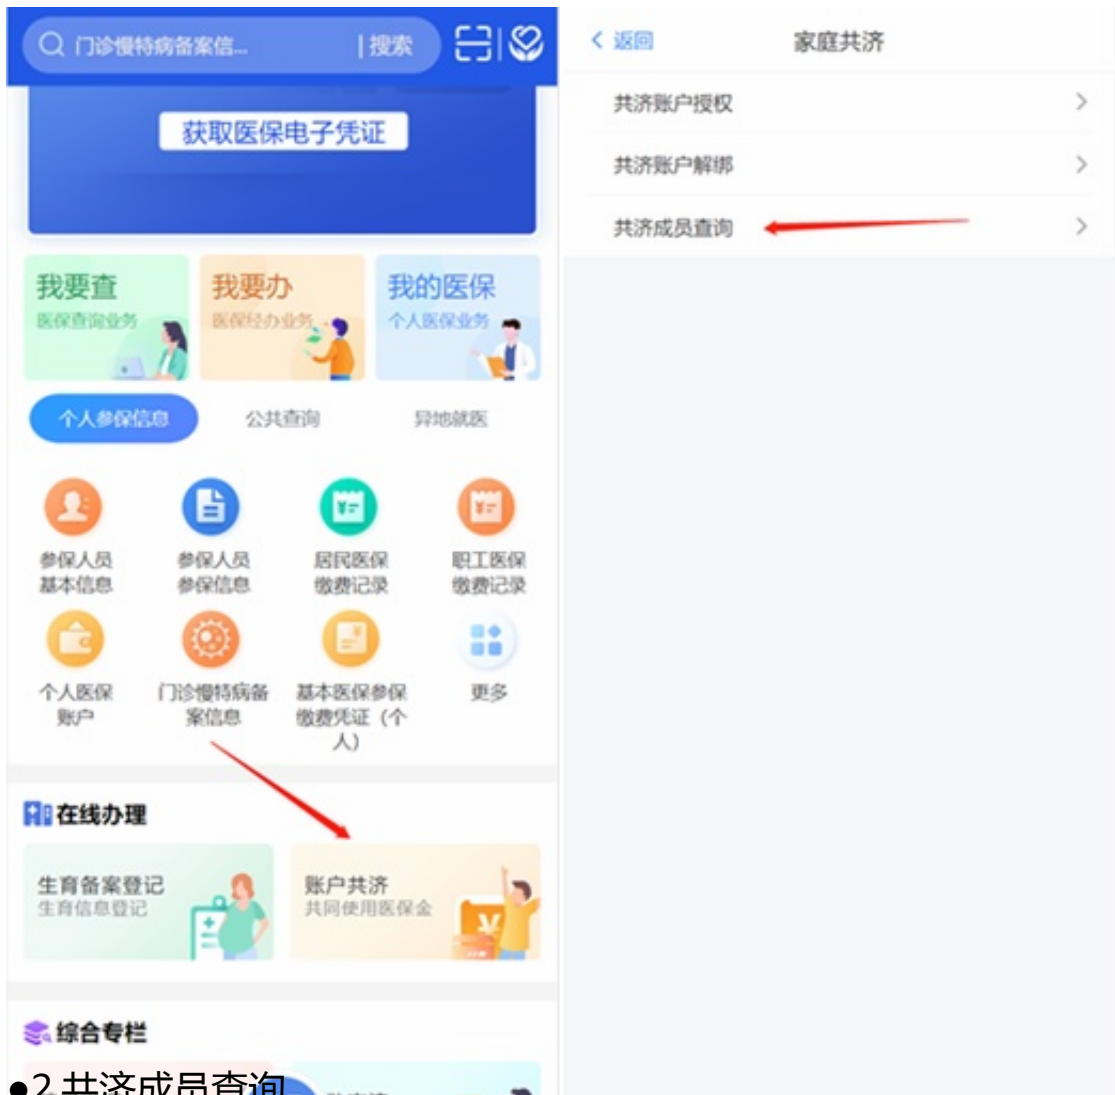 门诊慢特病备案信...
搜索
获取医保电子凭证
我要查
医保查询业务
我要办
医保经办业务
我的医保
个人医保业务
个人参保信息
公共查询
异地就医
参保人员
基本信息
参保人员
参保信息
居民医保
缴费记录
职工医保
缴费记录
个人医保
账户
门诊慢特病备
案信息
基本医保参保
缴费凭证（个
人）
更多
在线办理
生育备案登记
生育信息登记
账户共济
共同使用医保金
综合专栏
●2.共济成员查询
返回
家庭共济
共济账户授权
共济账户解绑
共济成员查询